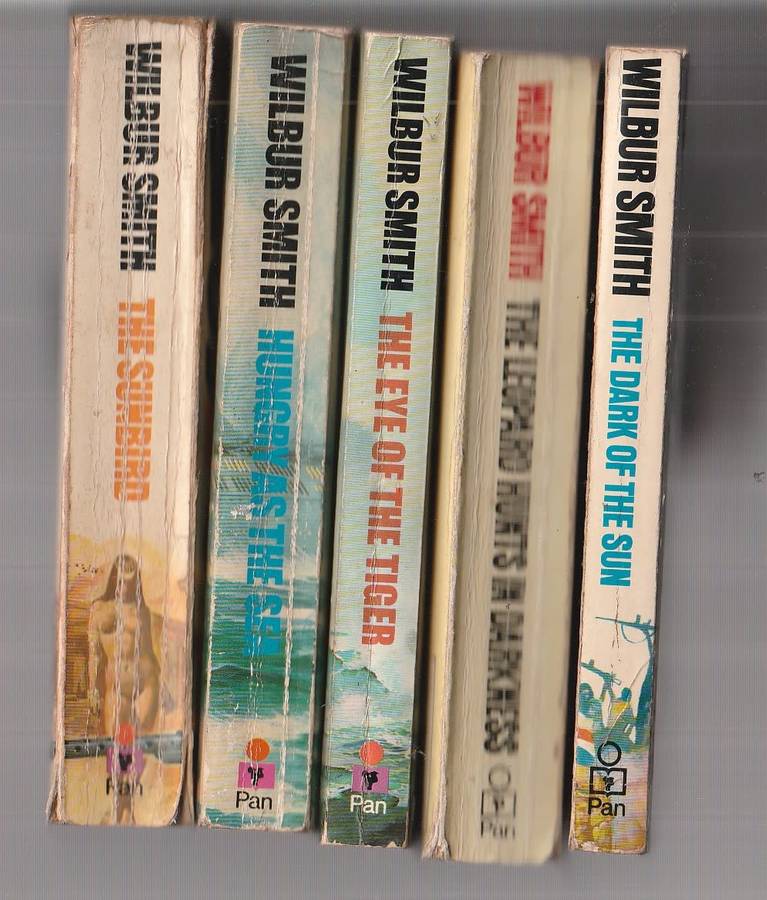 WILBUR SMITH THE SUNBIRD
Pan
WILBUR SMITH HUNGRY AS THE SEA
Pan
WILBUR SMITH THE EYE OF THE TIGER
Pan
WILBUR SMITH THE LEOPARD HUNTS IN DARKNESS
Pan
WILBUR SMITH THE DARK OF THE SUN
Pan